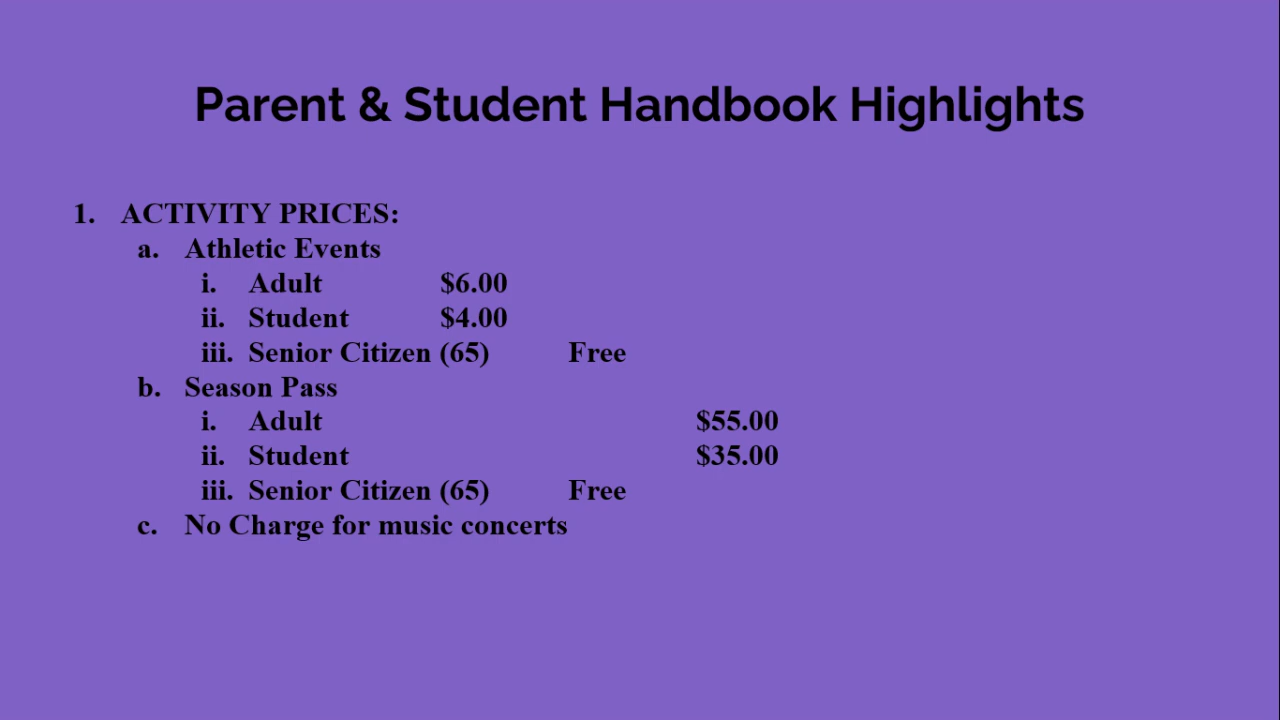 Parent & Student Handbook Highlights
1. ACTIVITY PRICES:
a. Athletic Events
i. Adult $6.00
ii. Student $4.00
iii. Senior Citizen (65) Free
b. Season Pass
i. Adult $55.00
ii. Student $35.00
iii. Senior Citizen (65) Free
c. No Charge for music concerts